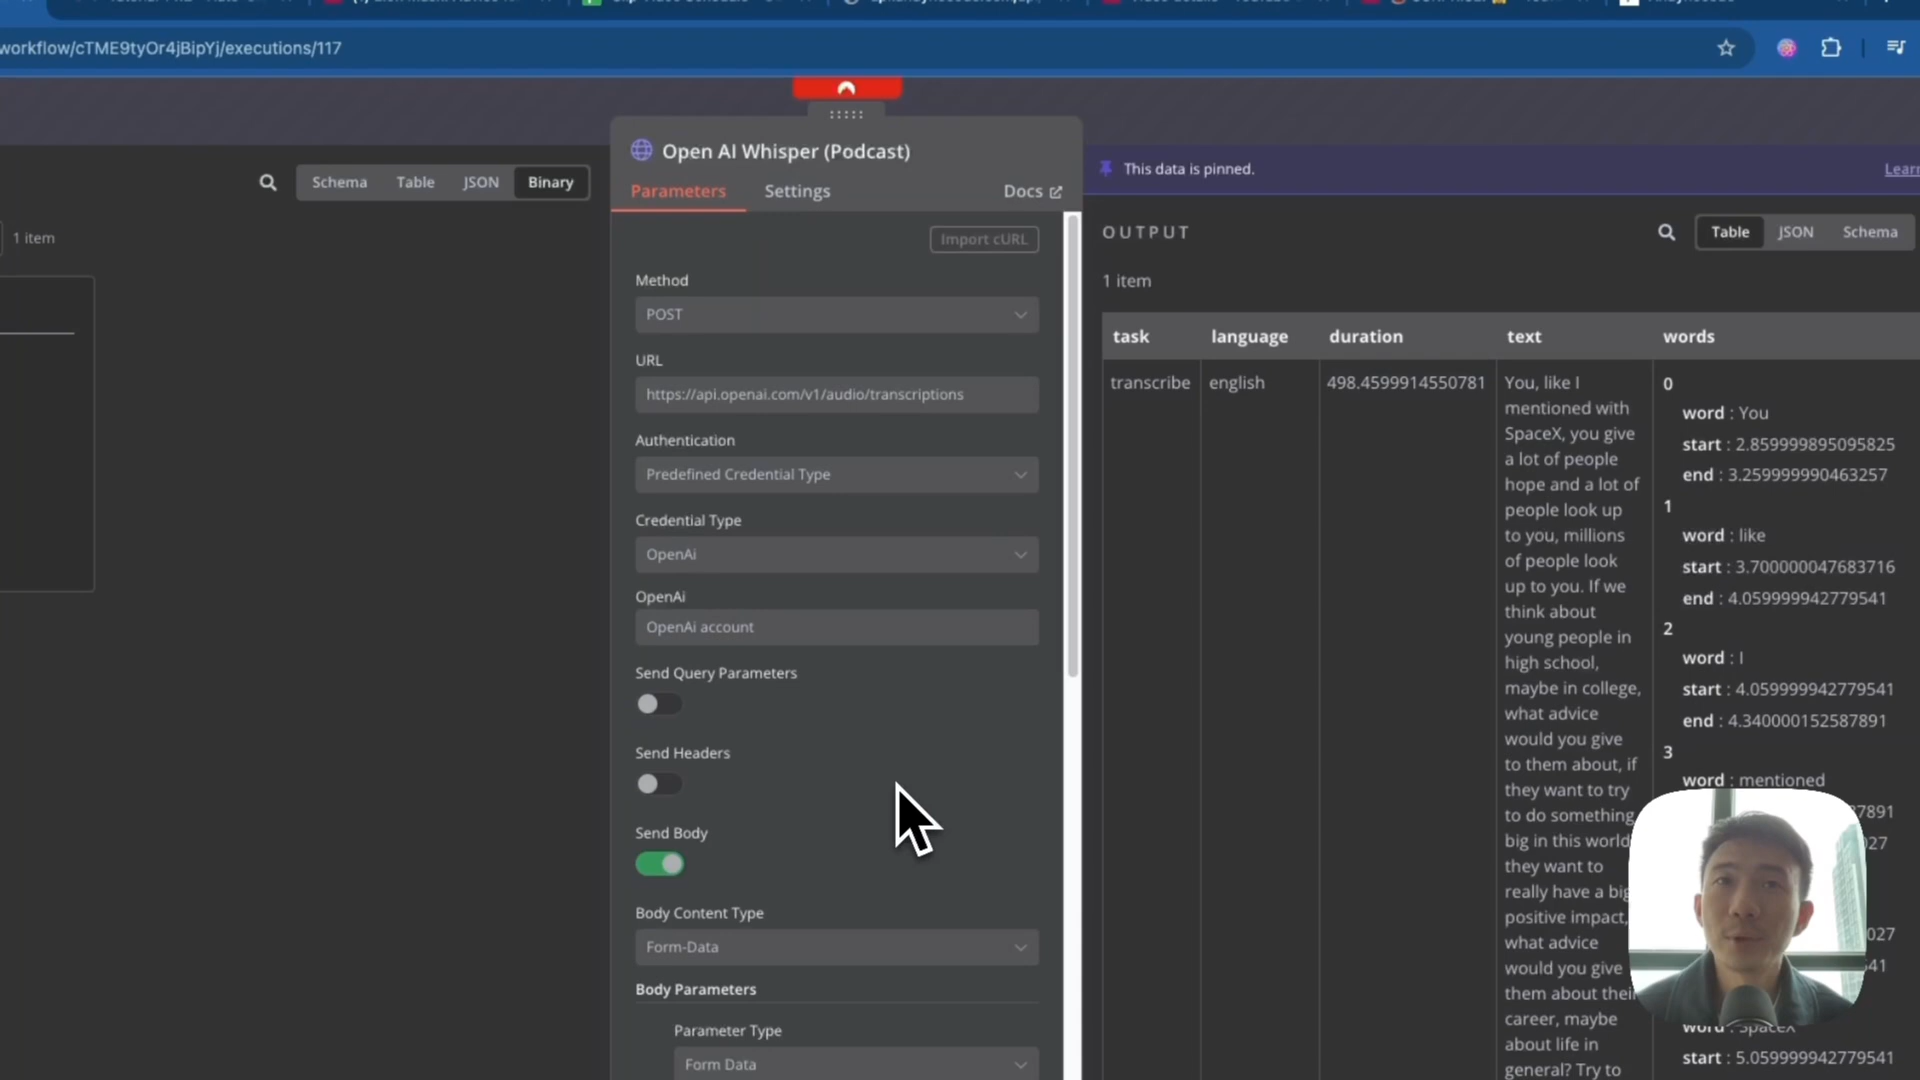 workflow/cTME9tyOr4jBipYj/executions/117
Open AI Whisper (Podcast)
Parameters
Settings
Docs
Schema
Table
JSON
Binary
1 item
This data is pinned.
Learn
OUTPUT
Table
JSON
Schema
1 item
Import cURL
Method
POST
URL
https://api.openai.com/v1/audio/transcriptions
Authentication
Predefined Credential Type
Credential Type
OpenAi
OpenAi
OpenAi account
Send Query Parameters
Send Headers
Send Body
Body Content Type
Form-Data
Body Parameters
Parameter Type
Form Data
task
language
duration
text
words
transcribe
english
498.4599914550781
You, like I
mentioned with
SpaceX, you give
a lot of people
hope and a lot of
people look up
to you, millions
of people look
up to you. If we
think about
young people in
high school,
maybe in college,
what advice
would you give
to them about, if
they want to try
to do something
big in this world,
they want to
really have a big
positive impact,
what advice
would you give
them about their
career, maybe
about life in
general? Try to
0
word : You
start : 2.859999895095825
end : 3.259999990463257
1
word : like
start : 3.700000047683716
end : 4.059999942779541
2
word : I
start : 4.059999942779541
end : 4.340000152587891
3
word : mentioned
37891
027
41
word : SpaceX
start : 5.059999942779541